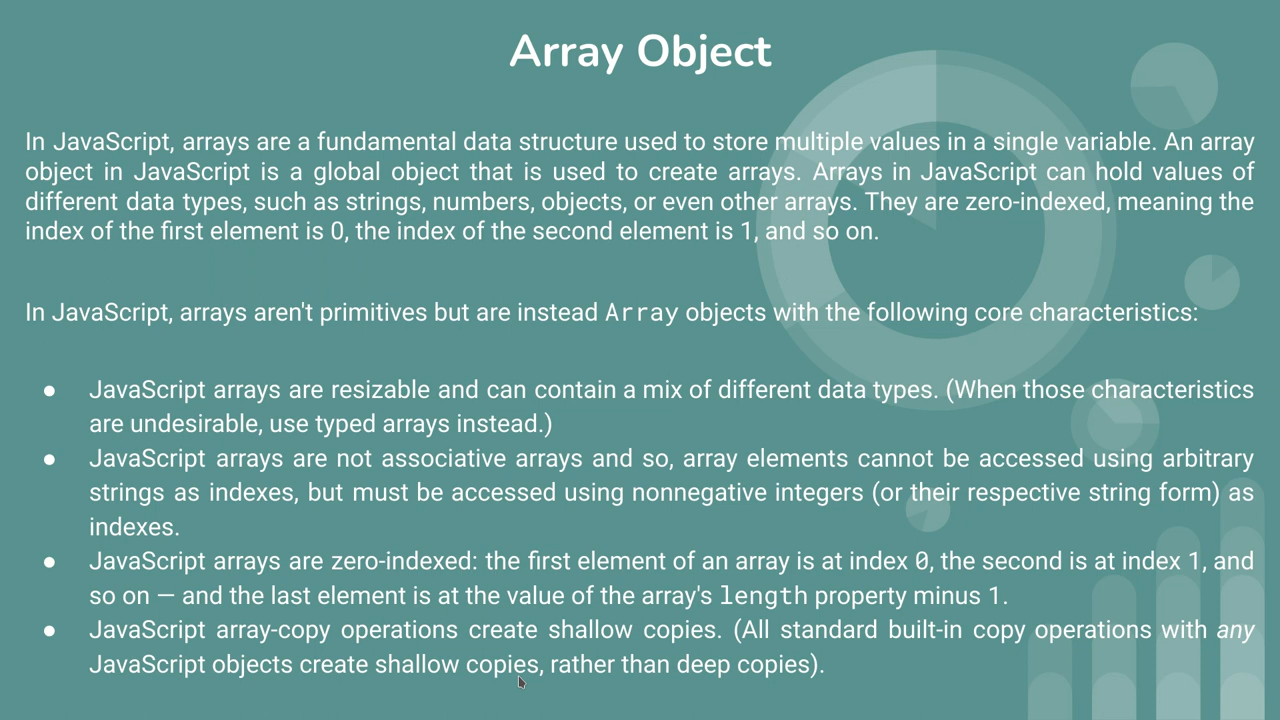 Array Object
In JavaScript, arrays are a fundamental data structure used to store multiple values in a single variable. An array
object in JavaScript is a global object that is used to create arrays. Arrays in JavaScript can hold values of
different data types, such as strings, numbers, objects, or even other arrays. They are zero-indexed, meaning the
index of the first element is 0, the index of the second element is 1, and so on.
In JavaScript, arrays aren't primitives but are instead Array objects with the following core characteristics:
● JavaScript arrays are resizable and can contain a mix of different data types. (When those characteristics
are undesirable, use typed arrays instead.)
● JavaScript arrays are not associative arrays and so, array elements cannot be accessed using arbitrary
strings as indexes, but must be accessed using nonnegative integers (or their respective string form) as
indexes.
● JavaScript arrays are zero-indexed: the first element of an array is at index 0, the second is at index 1, and
so on — and the last element is at the value of the array's length property minus 1.
● JavaScript array-copy operations create shallow copies. (All standard built-in copy operations with any
JavaScript objects create shallow copies, rather than deep copies).